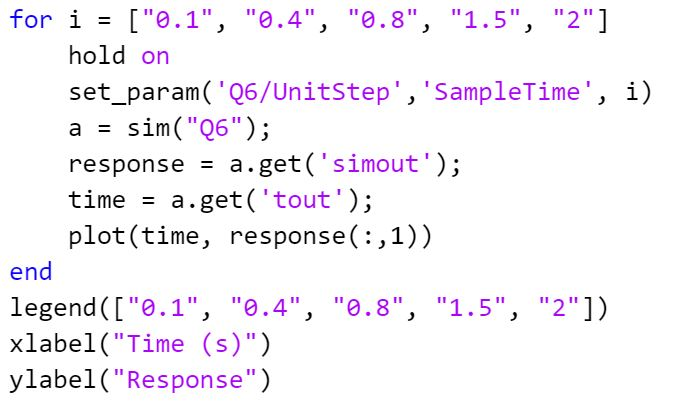 for i = ["0.1", "0.4", "0.8", "1.5", "2"]
    hold on
    set_param('Q6/UnitStep','SampleTime', i)
    a = sim("Q6");
    response = a.get('simout');
    time = a.get('tout');
    plot(time, response(:,1))
end
legend(["0.1", "0.4", "0.8", "1.5", "2"])
xlabel("Time (s)")
ylabel("Response")